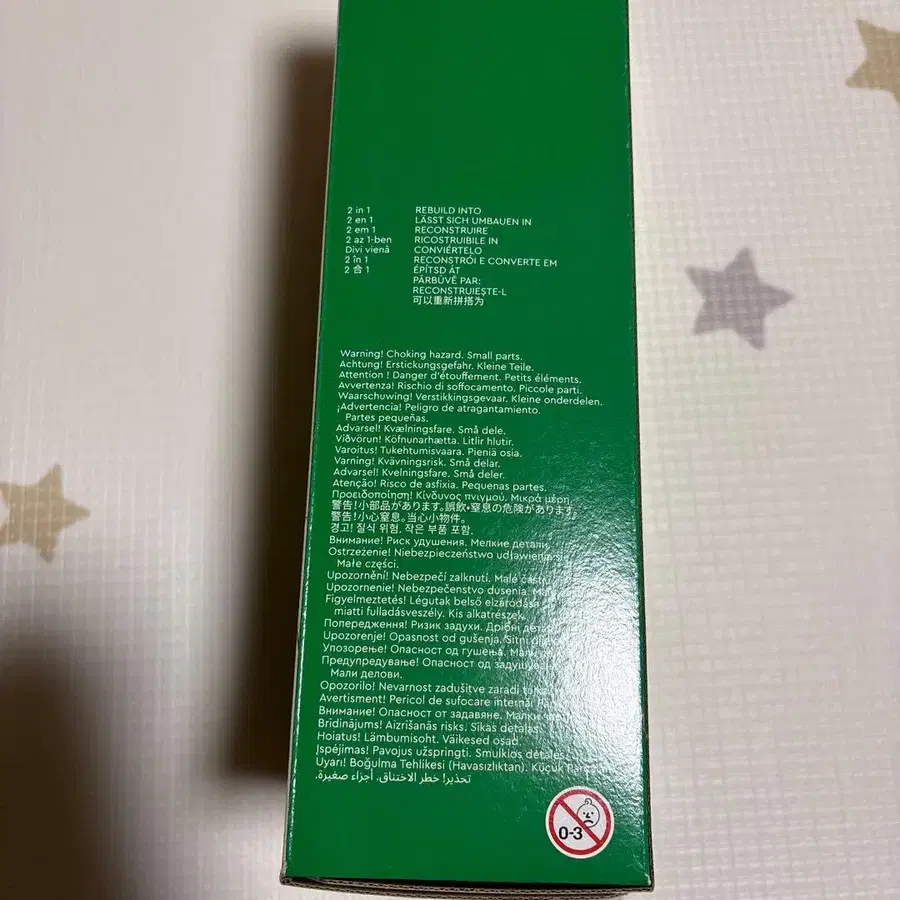 2 in 1
2 en 1
2 em 1
2 az 1-ben
Divi vienā
2 în 1
2 合 1
REBUILD INTO
LÄSST SICH UMBAUEN IN
RECONSTRUIRE
RICOSTRUIBILE IN
CONVIÉRTELO
RECONSTRÓI E CONVERTE EM
ÉPÍTSD ÁT
PĀRBŪVĒ PAR:
RECONSTRUIEȘTE-L
可以重新拼搭为
Warning! Choking hazard. Small parts.
Achtung! Erstickungsgefahr. Kleine Teile.
Attention ! Danger d'étouffement. Petits éléments.
Avvertenza! Rischio di soffocamento. Piccole parti.
Waarschuwing! Verstikkingsgevaar. Kleine onderdelen.
¡Advertencia! Peligro de atragantamiento.
Partes pequeñas.
Advarsel! Kvælningsfare. Små dele.
Viðvörun! Köfnunarhætta. Litlir hlutir.
Varoitus! Tukehtumisvaara. Pieniä osia.
Varning! Kvävningsrisk. Små delar.
Advarsel! Kvelningsfare. Små deler.
Atenção! Risco de asfixia. Pequenas partes.
Προειδοποίηση! Κίνδυνος πνιγμού. Μικρά μέρη.
警告!小部品があります。誤飲•窒息の危険があります。
警告!小心窒息。当心小物件。
경고! 질식 위험. 작은 부품 포함.
Внимание! Риск удушения. Мелкие детали.
Ostrzeżenie! Niebezpieczeństwo udławienia się.
Małe części.
Upozornění! Nebezpečí zalknutí. Malé části.
Upozornenie! Nebezpečenstvo dusenia.
Figyelmeztetés! Légutak belső elzáródása
miatti fulladásveszély. Kis alkatrészek.
Попередження! Ризик задухи. Дрібні деталі.
Upozorenje! Opasnost od gušenja. Sitni
Упозорење! Опасност од гушења. Мали
Предупредување! Опасност од задушување.
Мали делови.
Opozorilo! Nevarnost zadušitve zaradi
Avertisment! Pericol de sufocare internă.
Внимание! Опасност от задавяне. Малки
Brīdinājums! Aizrīšanās risks. Sīkas detaļas.
Hoiatus! Lämbumisoht. Väikesed osad.
Įspėjimas! Pavojus užspringti. Smulkios detalės.
Uyarı! Boğulma Tehlikesi (Havasızlıktan). Küçük Parçalar.
تحذير! خطر الاختناق. أجزاء صغيرة.
0-3